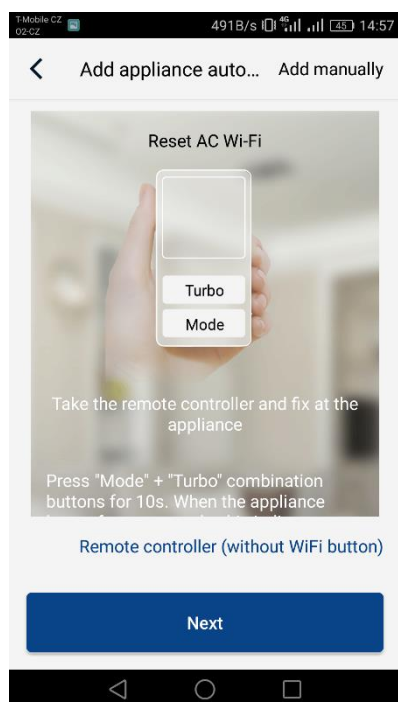 T-Mobile CZ
O2-CZ
491B/s 4G 45 14:57
Add appliance auto... Add manually
Reset AC Wi-Fi
Turbo
Mode
Take the remote controller and fix at the
appliance
Press "Mode" + "Turbo" combination
buttons for 10s. When the appliance
Remote controller (without WiFi button)
Next